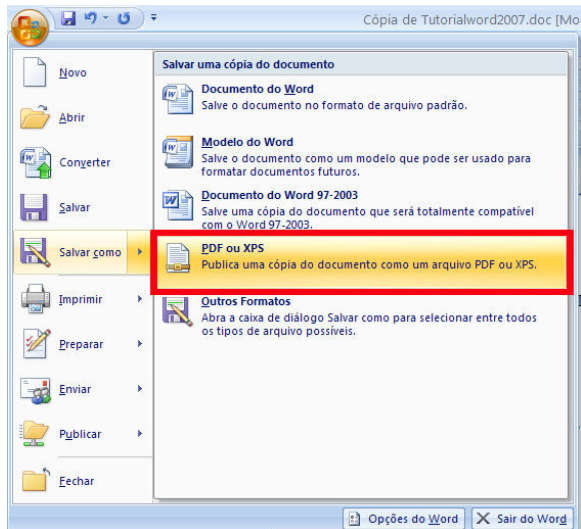 Cópia de Tutorialword2007.doc [Mo
Novo
Abrir
Converter
Salvar
Salvar como
Imprimir
Preparar
Enviar
Publicar
Fechar
Salvar uma cópia do documento
Documento do Word
Salve o documento no formato de arquivo padrão.
Modelo do Word
Salve o documento como um modelo que pode ser usado para
formatar documentos futuros.
Documento do Word 97-2003
Salve uma cópia do documento que será totalmente compatível
com o Word 97-2003.
PDF ou XPS
Publica uma cópia do documento como um arquivo PDF ou XPS.
Outros Formatos
Abra a caixa de diálogo Salvar como para selecionar entre todos
os tipos de arquivo possíveis.
Opções do Word
Sair do Word